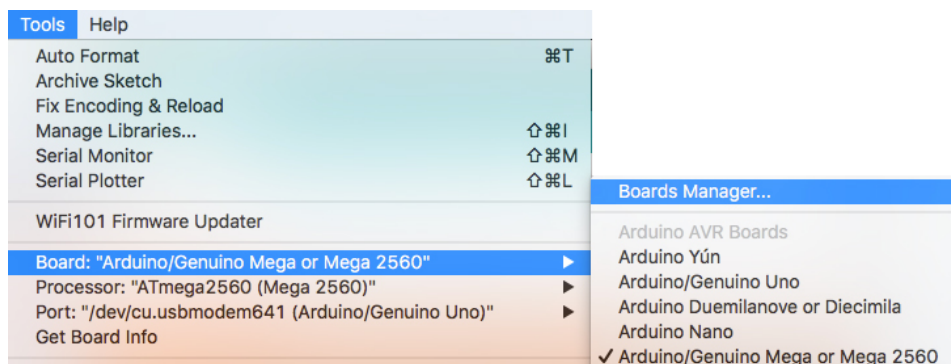 Tools Help
Auto Format ⌘T
Archive Sketch
Fix Encoding & Reload
Manage Libraries... ⇧⌘I
Serial Monitor ⇧⌘M
Serial Plotter ⇧⌘L
WiFi101 Firmware Updater
Board: "Arduino/Genuino Mega or Mega 2560" ▶
Processor: "ATmega2560 (Mega 2560)" ▶
Port: "/dev/cu.usbmodem641 (Arduino/Genuino Uno)" ▶
Get Board Info
Boards Manager...
Arduino AVR Boards
Arduino Yún
Arduino/Genuino Uno
Arduino Duemilanove or Diecimila
Arduino Nano
✓ Arduino/Genuino Mega or Mega 2560